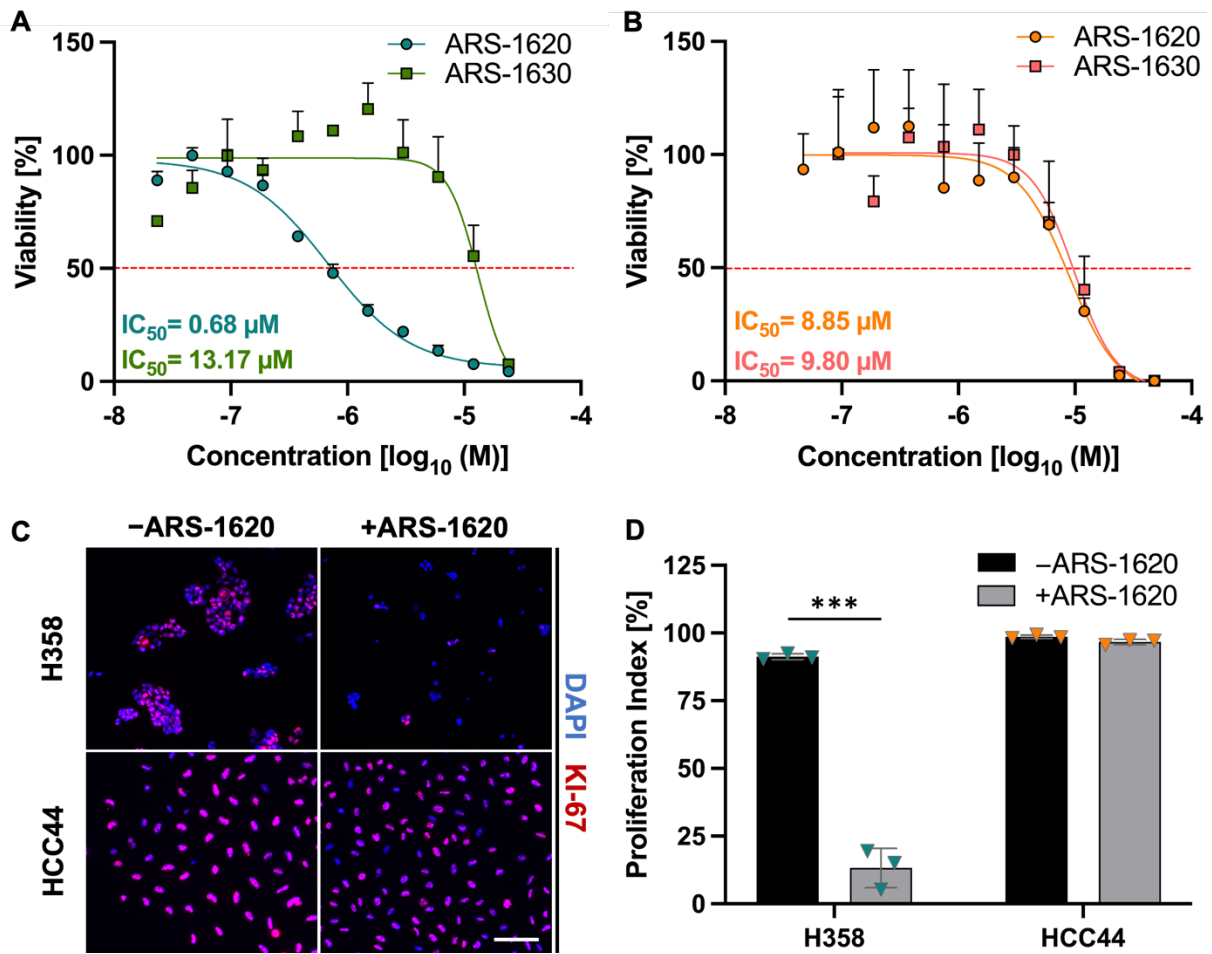 A
150
100
50
0
Viability [%]
ARS-1620
ARS-1630
IC50= 0.68 µM
IC50= 13.17 µM
-8 -7 -6 -5 -4
Concentration [log10 (M)]
B
150
100
50
0
Viability [%]
ARS-1620
ARS-1630
IC50= 8.85 µM
IC50= 9.80 µM
-8 -7 -6 -5 -4
Concentration [log10 (M)]
C
−ARS-1620 +ARS-1620
H358
HCC44
DAPI KI-67
D
125
100
75
50
25
0
Proliferation Index [%]
−ARS-1620
+ARS-1620
***
H358 HCC44